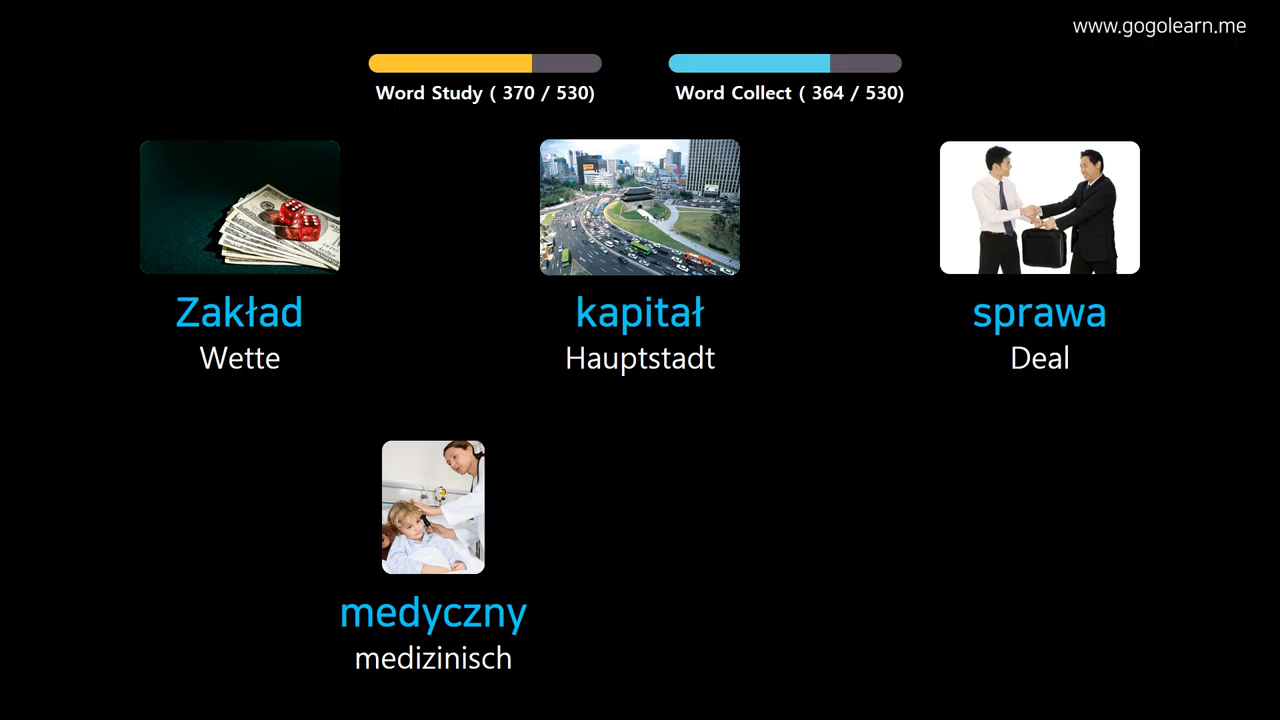 www.gogolearn.me
Word Study ( 370 / 530)
Word Collect ( 364 / 530)
Zakład
Wette
kapitał
Hauptstadt
sprawa
Deal
medyczny
medizinisch